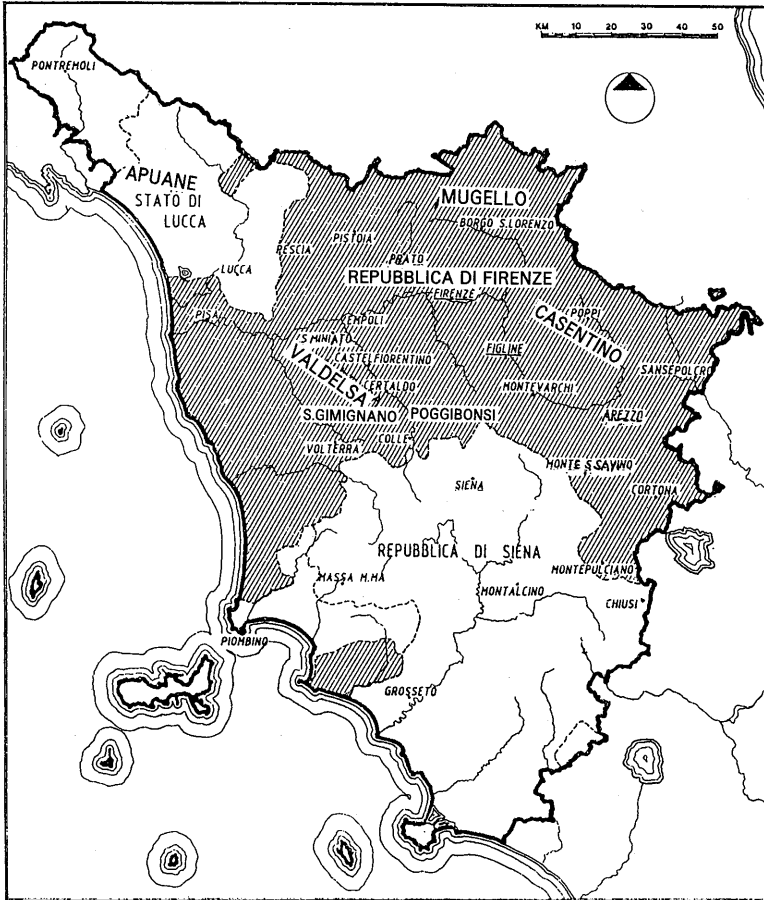 KM 10 20 30 40 50
PONTREMOLI
APUANE
STATO DI
LUCCA
MUGELLO
BORGO S.LORENZO
PISTOIA
PRATO
PESCIA
LUCCA
REPUBBLICA DI FIRENZE
FIRENZE
PISA
EMPOLI
POPPI
CASENTINO
S.MINIATO
VALDELSA
CASTELFIORENTINO
FIGLINE
SANSEPOLCRO
CERTALDO
MONTEVARCHI
S.GIMIGNANO
POGGIBONSI
AREZZO
VOLTERRA
COLLE
MONTE S.SAVINO
SIENA
CORTONA
REPUBBLICA DI SIENA
MASSA M.MA
MONTEPULCIANO
MONTALCINO
CHIUSI
PIOMBINO
GROSSETO